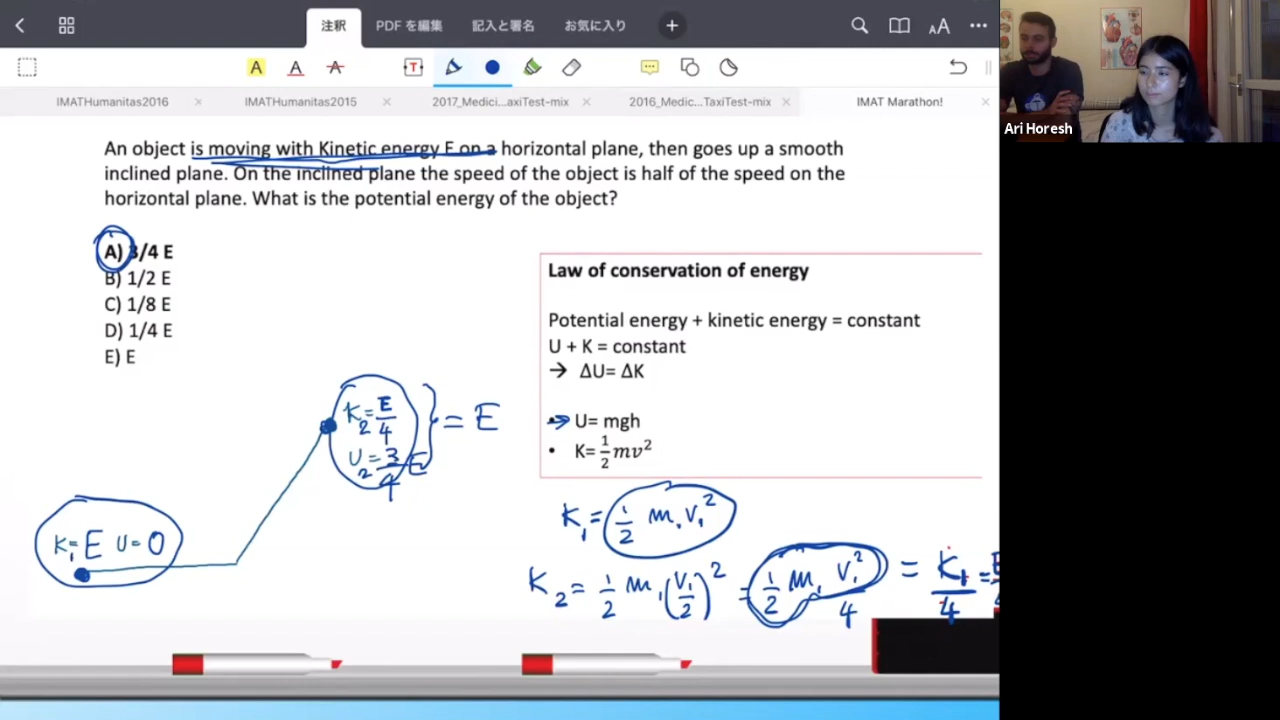 注釈 PDF を編集 記入と署名 お気に入り
IMATHumanitas2016 IMATHumanitas2015 2017_Medici...axiTest-mix 2016_Medic...TaxiTest-mix IMAT Marathon!
Ari Horesh
An object is moving with Kinetic energy E on a horizontal plane, then goes up a smooth
inclined plane. On the inclined plane the speed of the object is half of the speed on the
horizontal plane. What is the potential energy of the object?
A) 3/4 E
B) 1/2 E
C) 1/8 E
D) 1/4 E
E) E
Law of conservation of energy
Potential energy + kinetic energy = constant
U + K = constant
→ ΔU= ΔK
U= mgh
• K= 1/2 mv²
K₂ = E/4
U₂ = 3/4 E
} = E
K₁ = E U = 0
K₁ = 1/2 m₁ v₁²
K₂ = 1/2 m₁ (v₁/2)² = 1/2 m₁ v₁²/4 = K₁/4 =